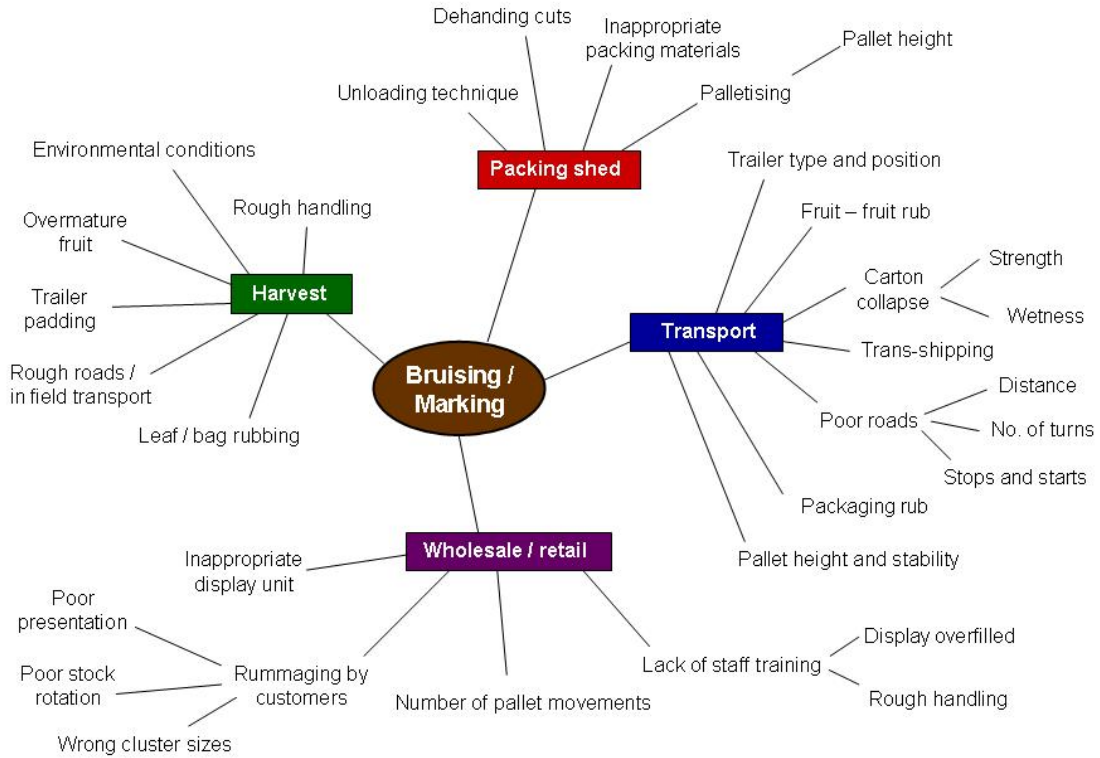 Dehanding cuts
Inappropriate
packing materials
Pallet height
Unloading technique
Palletising
Packing shed
Environmental conditions
Rough handling
Overmature
fruit
Trailer
padding
Rough roads /
in field transport
Leaf / bag rubbing
Harvest
Bruising /
Marking
Trailer type and position
Fruit – fruit rub
Carton
collapse
Strength
Wetness
Transport
Trans-shipping
Poor roads
Distance
No. of turns
Stops and starts
Packaging rub
Pallet height and stability
Wholesale / retail
Inappropriate
display unit
Poor
presentation
Poor stock
rotation
Rummaging by
customers
Wrong cluster sizes
Number of pallet movements
Lack of staff training
Display overfilled
Rough handling